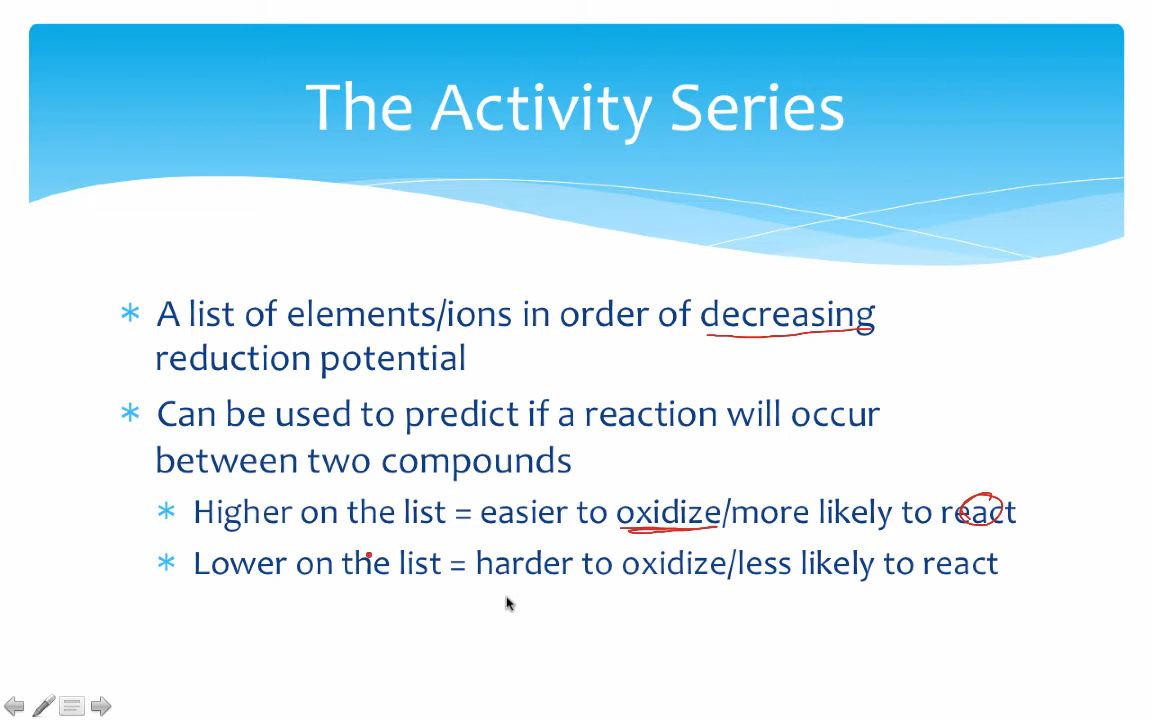 The Activity Series
* A list of elements/ions in order of decreasing
reduction potential
* Can be used to predict if a reaction will occur
between two compounds
* Higher on the list = easier to oxidize/more likely to react
* Lower on the list = harder to oxidize/less likely to react